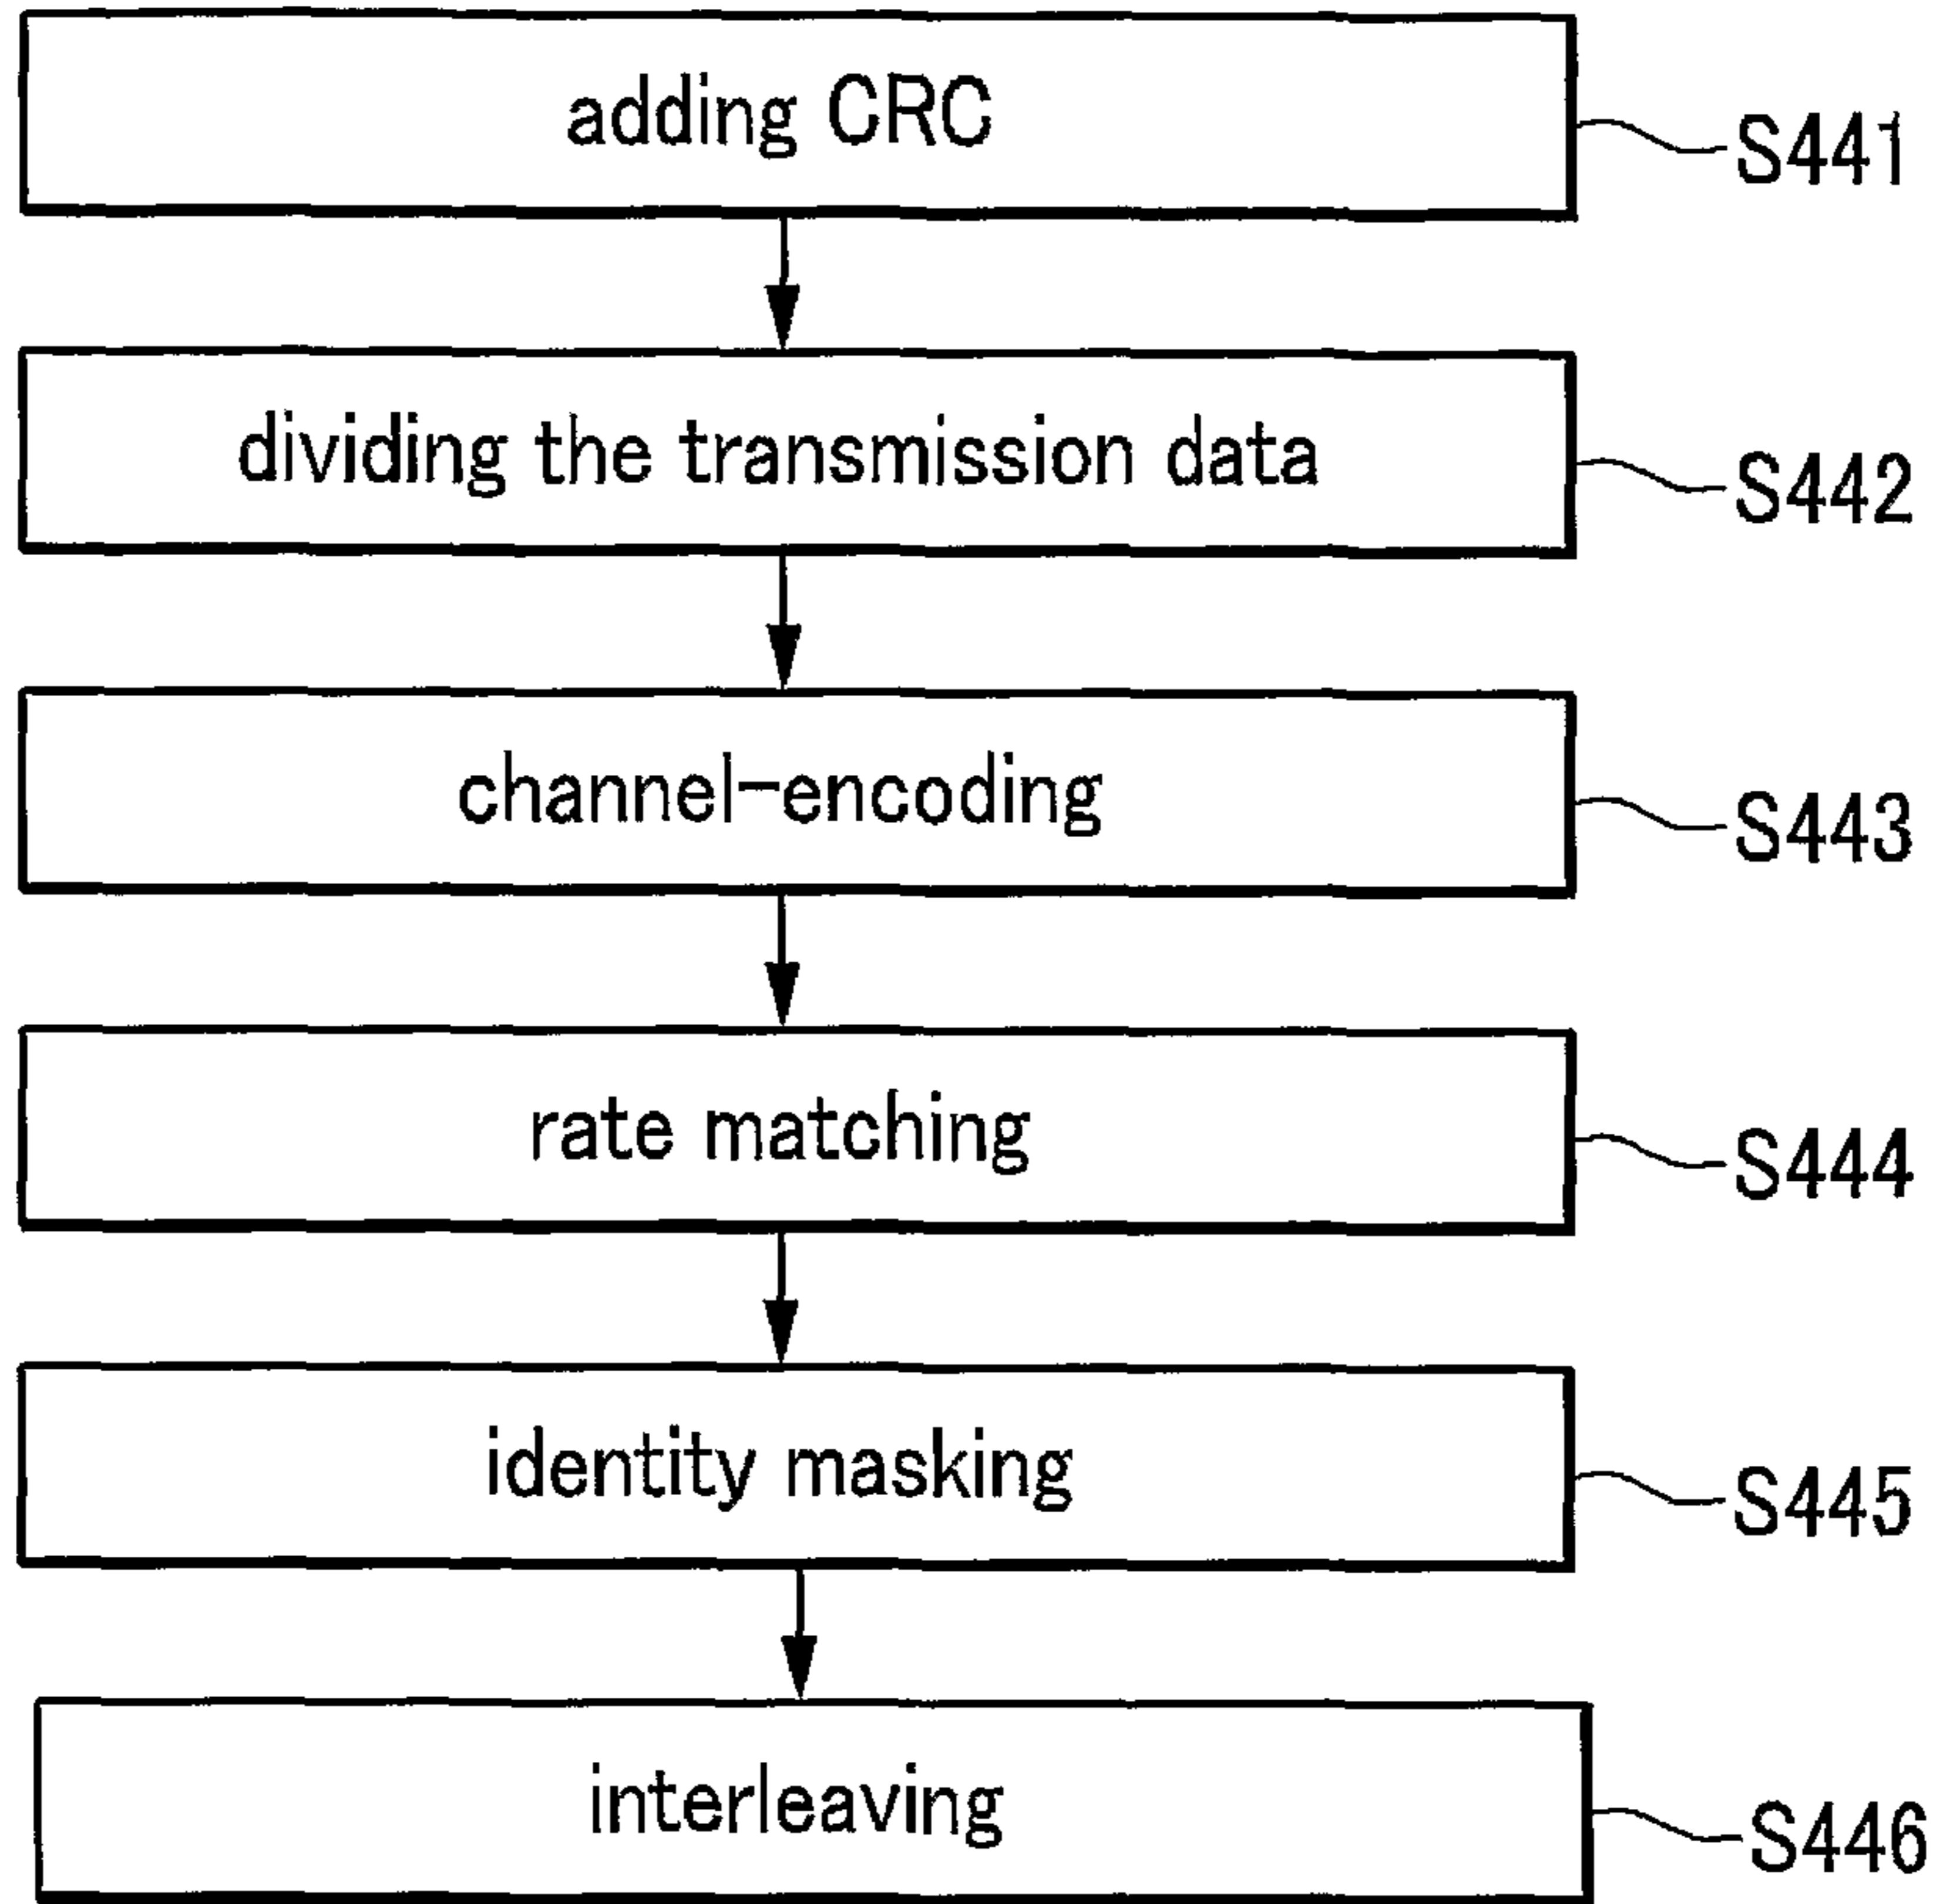 adding CRC
S441
dividing the transmission data
S442
channel-encoding
S443
rate matching
S444
identity masking
S445
interleaving
S446